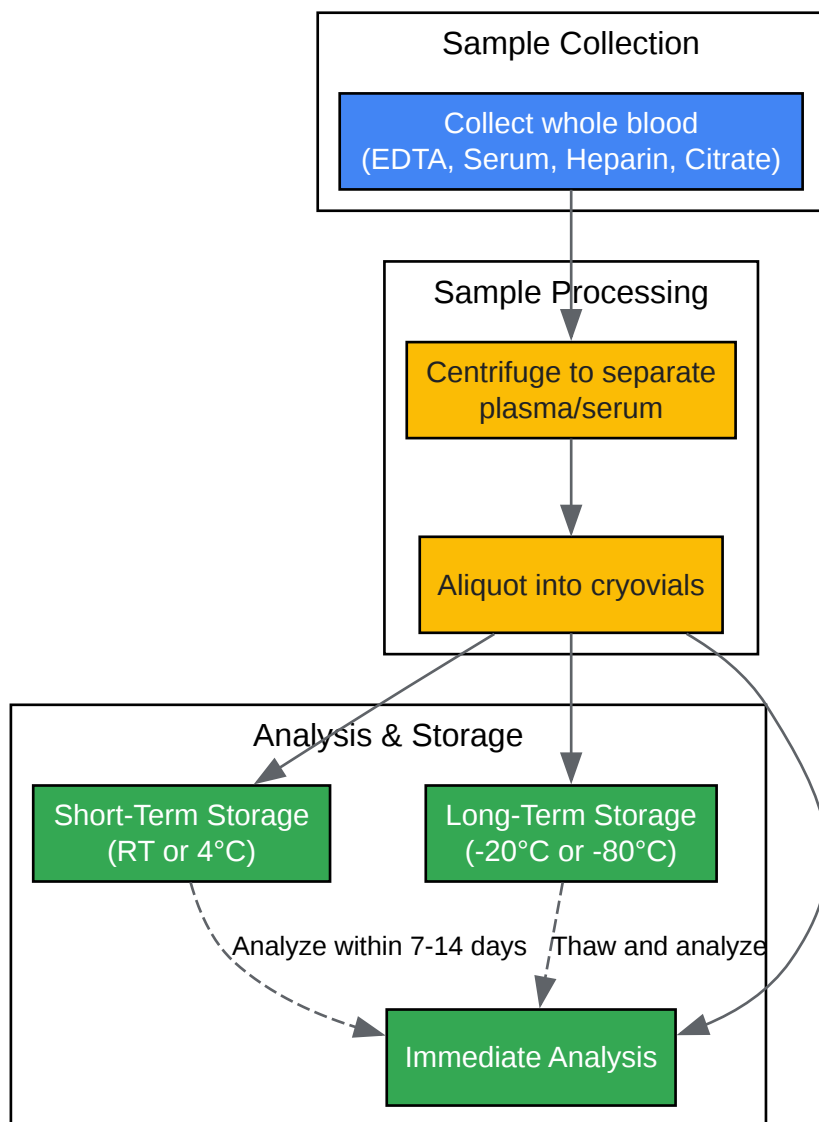 Sample Collection
Collect whole blood
(EDTA, Serum, Heparin, Citrate)
Sample Processing
Centrifuge to separate
plasma/serum
Aliquot into cryovials
Analysis & Storage
Short-Term Storage
(RT or 4°C)
Long-Term Storage
(-20°C or -80°C)
Analyze within 7-14 days
Thaw and analyze
Immediate Analysis